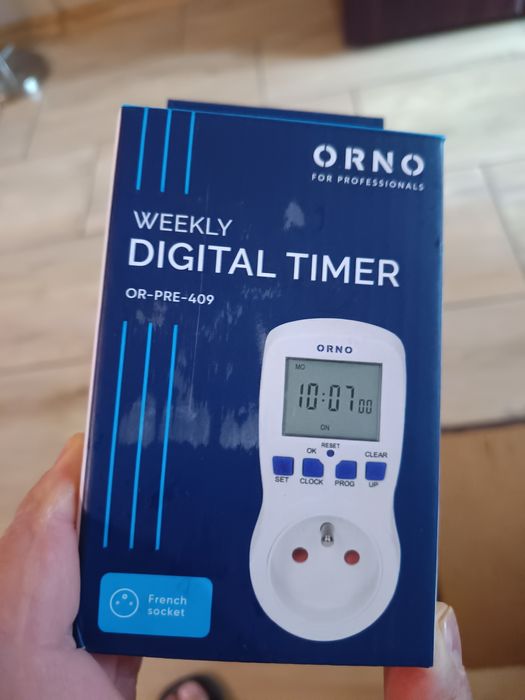 ORNO
FOR PROFESSIONALS
WEEKLY
DIGITAL TIMER
OR-PRE-409
ORNO
MO
10:07 00
ON
RESET
OK CLEAR
SET CLOCK PROG UP
French
socket